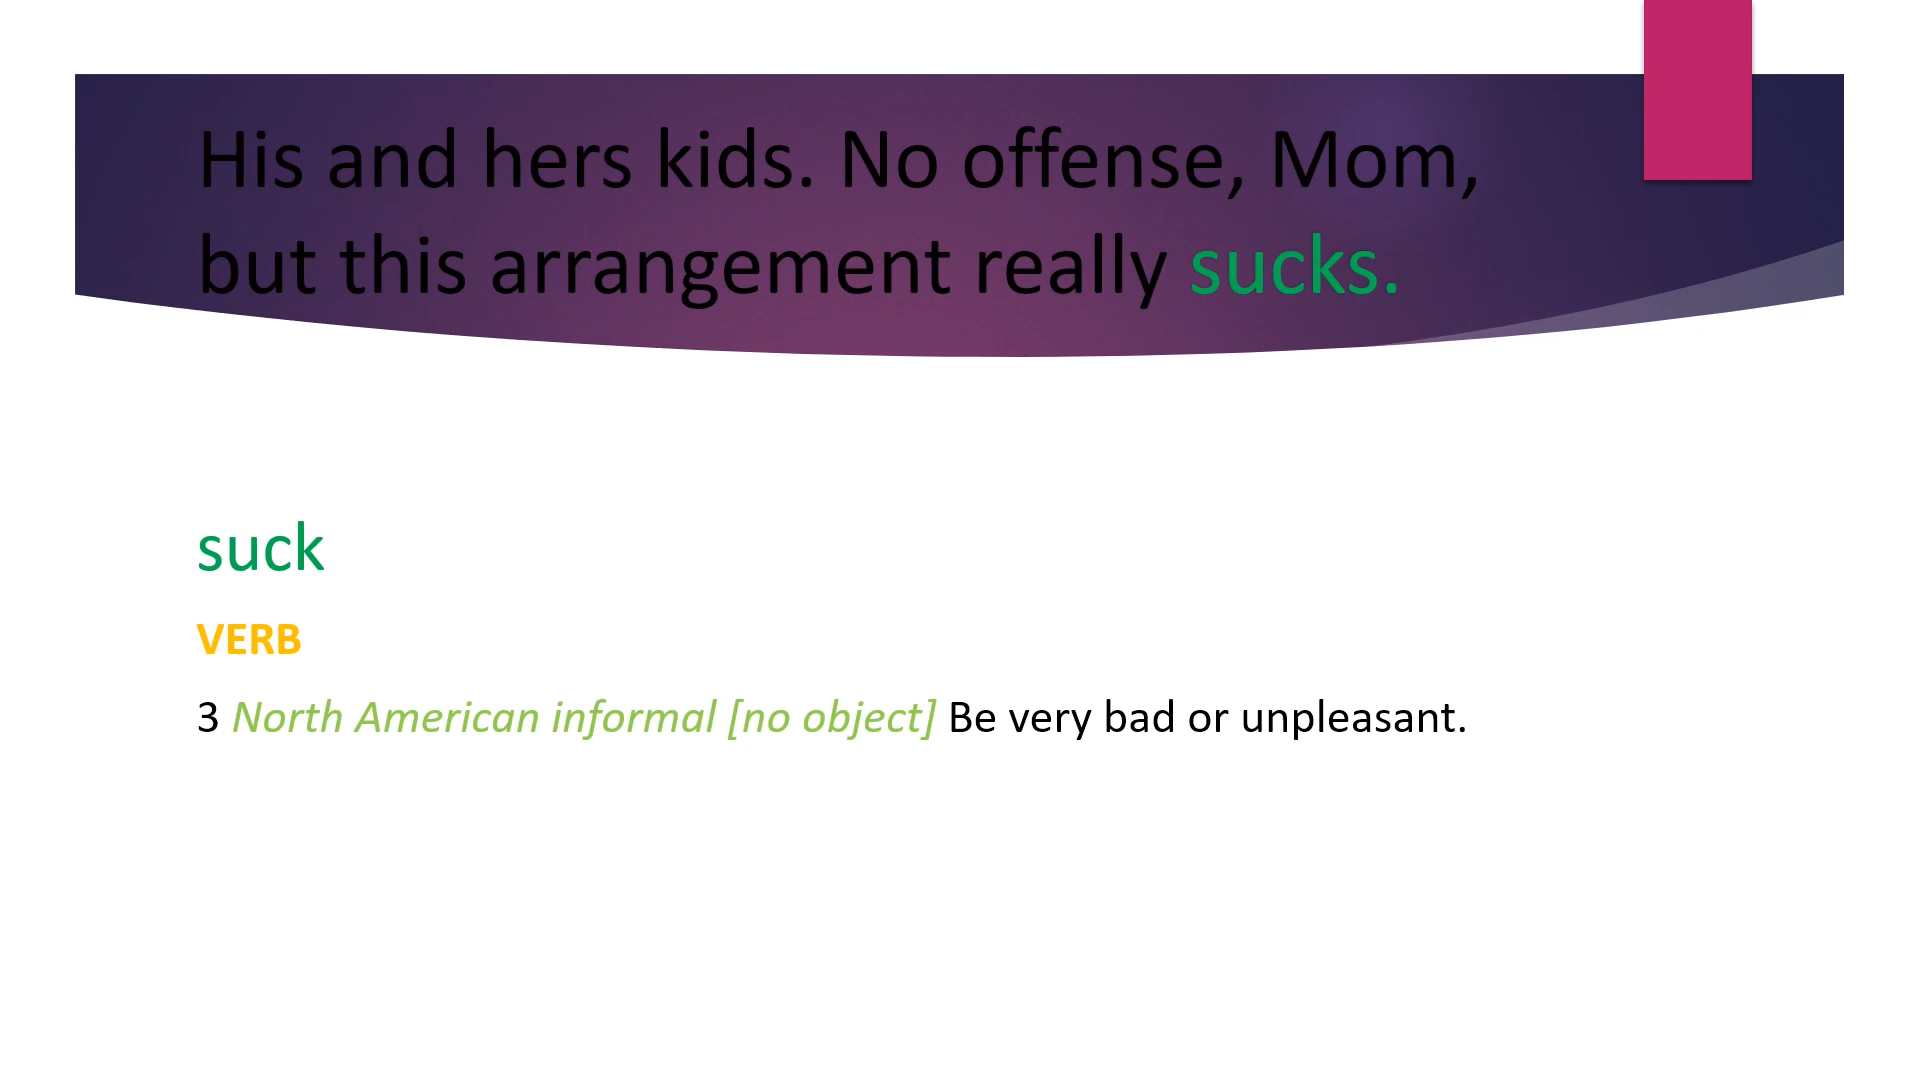 His and hers kids. No offense, Mom,
but this arrangement really sucks.
suck
VERB
3 North American informal [no object] Be very bad or unpleasant.